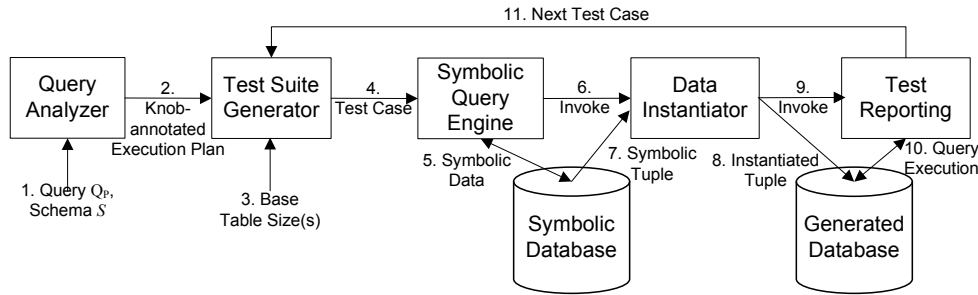 11. Next Test Case
Query
Analyzer
2.
Knob-
annotated
Execution Plan
Test Suite
Generator
4.
Test Case
Symbolic
Query
Engine
6.
Invoke
Data
Instantiator
9.
Invoke
Test
Reporting
1. Query QP,
Schema S
3. Base
Table Size(s)
5. Symbolic
Data
7. Symbolic
Tuple
8. Instantiated
Tuple
10. Query
Execution
Symbolic
Database
Generated
Database